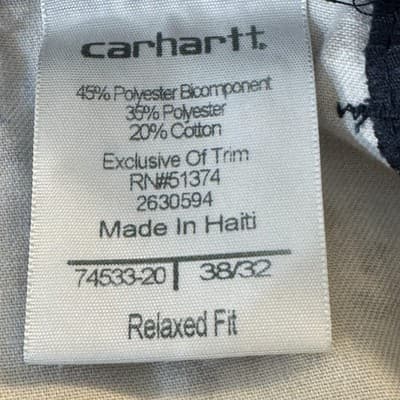 carhartt.
45% Polyester Bicomponent
35% Polyester
20% Cotton
Exclusive Of Trim
RN#51374
2630594
Made In Haiti
74533-20 | 38/32
Relaxed Fit